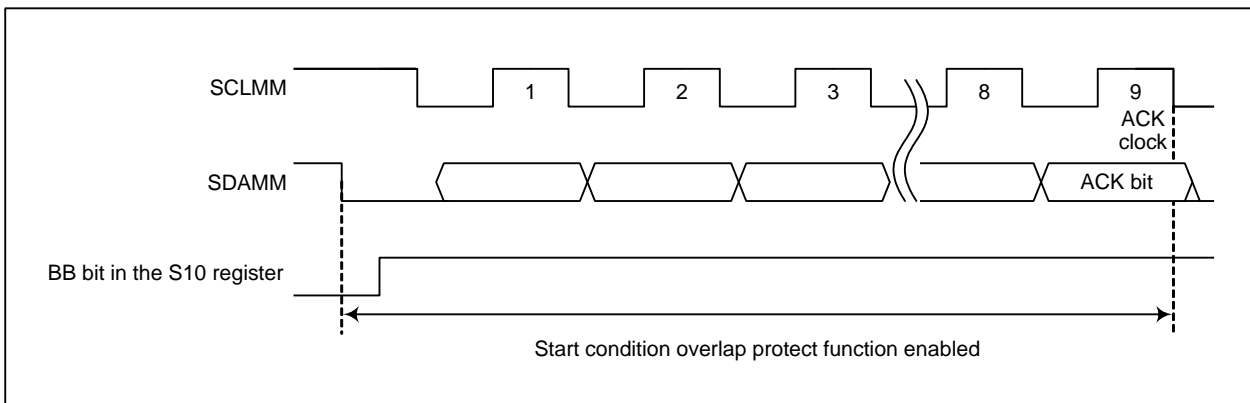 SCLMM
1
2
3
8
9
ACK
clock
SDAMM
ACK bit
BB bit in the S10 register
Start condition overlap protect function enabled